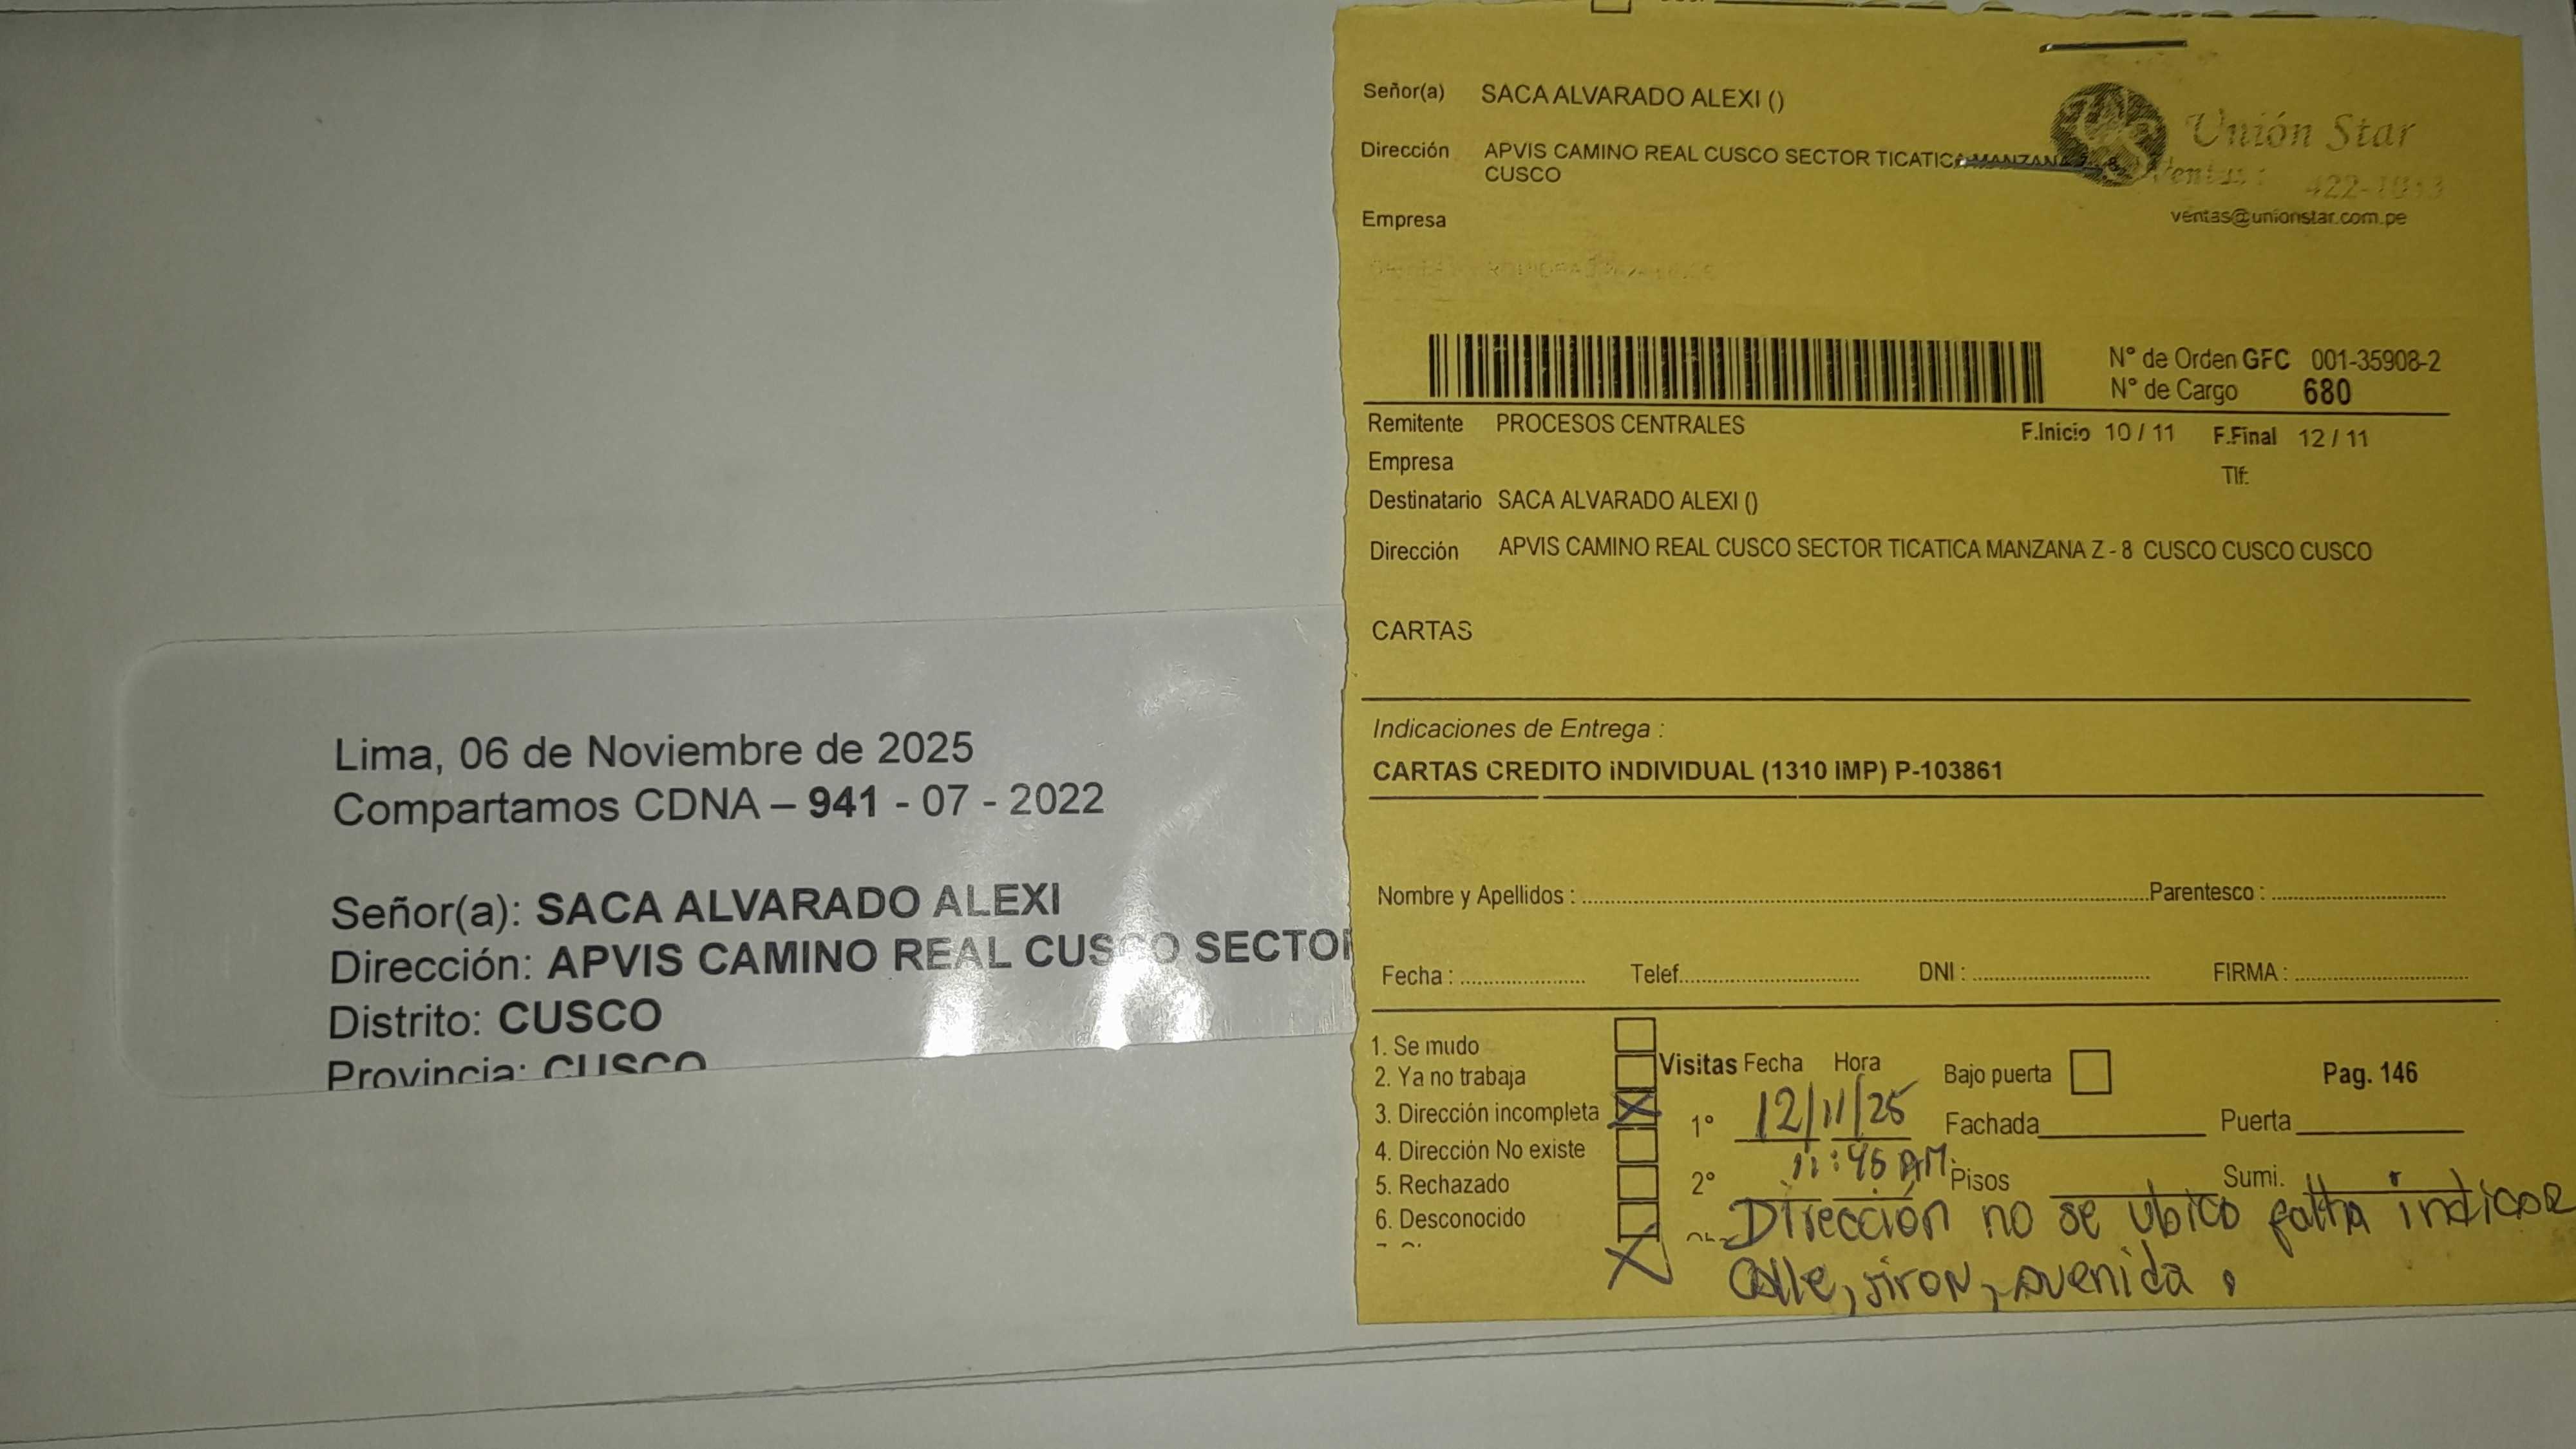 Lima, 06 de Noviembre de 2025
Compartamos CDNA – 941 - 07 - 2022
Señor(a): SACA ALVARADO ALEXI
Dirección: APVIS CAMINO REAL CUSCO SECTOR
Distrito: CUSCO
Provincia: CUSCO
Señor(a) SACA ALVARADO ALEXI ()
Dirección APVIS CAMINO REAL CUSCO SECTOR TICATICA MANZANA
CUSCO
Empresa
Unión Star
Ventas:
ventas@unionstar.com.pe
N° de Orden GFC 001-35908-2
N° de Cargo 680
Remitente PROCESOS CENTRALES
F.Inicio 10 / 11 F.Final 12 / 11
Empresa
Tlf:
Destinatario SACA ALVARADO ALEXI ()
Dirección APVIS CAMINO REAL CUSCO SECTOR TICATICA MANZANA Z - 8 CUSCO CUSCO CUSCO
CARTAS
Indicaciones de Entrega :
CARTAS CREDITO iNDIVIDUAL (1310 IMP) P-103861
Nombre y Apellidos : Parentesco :
Fecha : Telef. DNI : FIRMA :
1. Se mudo
2. Ya no trabaja
3. Dirección incompleta
4. Dirección No existe
5. Rechazado
6. Desconocido
Visitas Fecha Hora
1° 12/11/25
11:45 AM.
2°
Bajo puerta
Pag. 146
Fachada Puerta
Pisos Sumi.
Dirección no se ubico falta indicar
Calle, jiron, avenida.